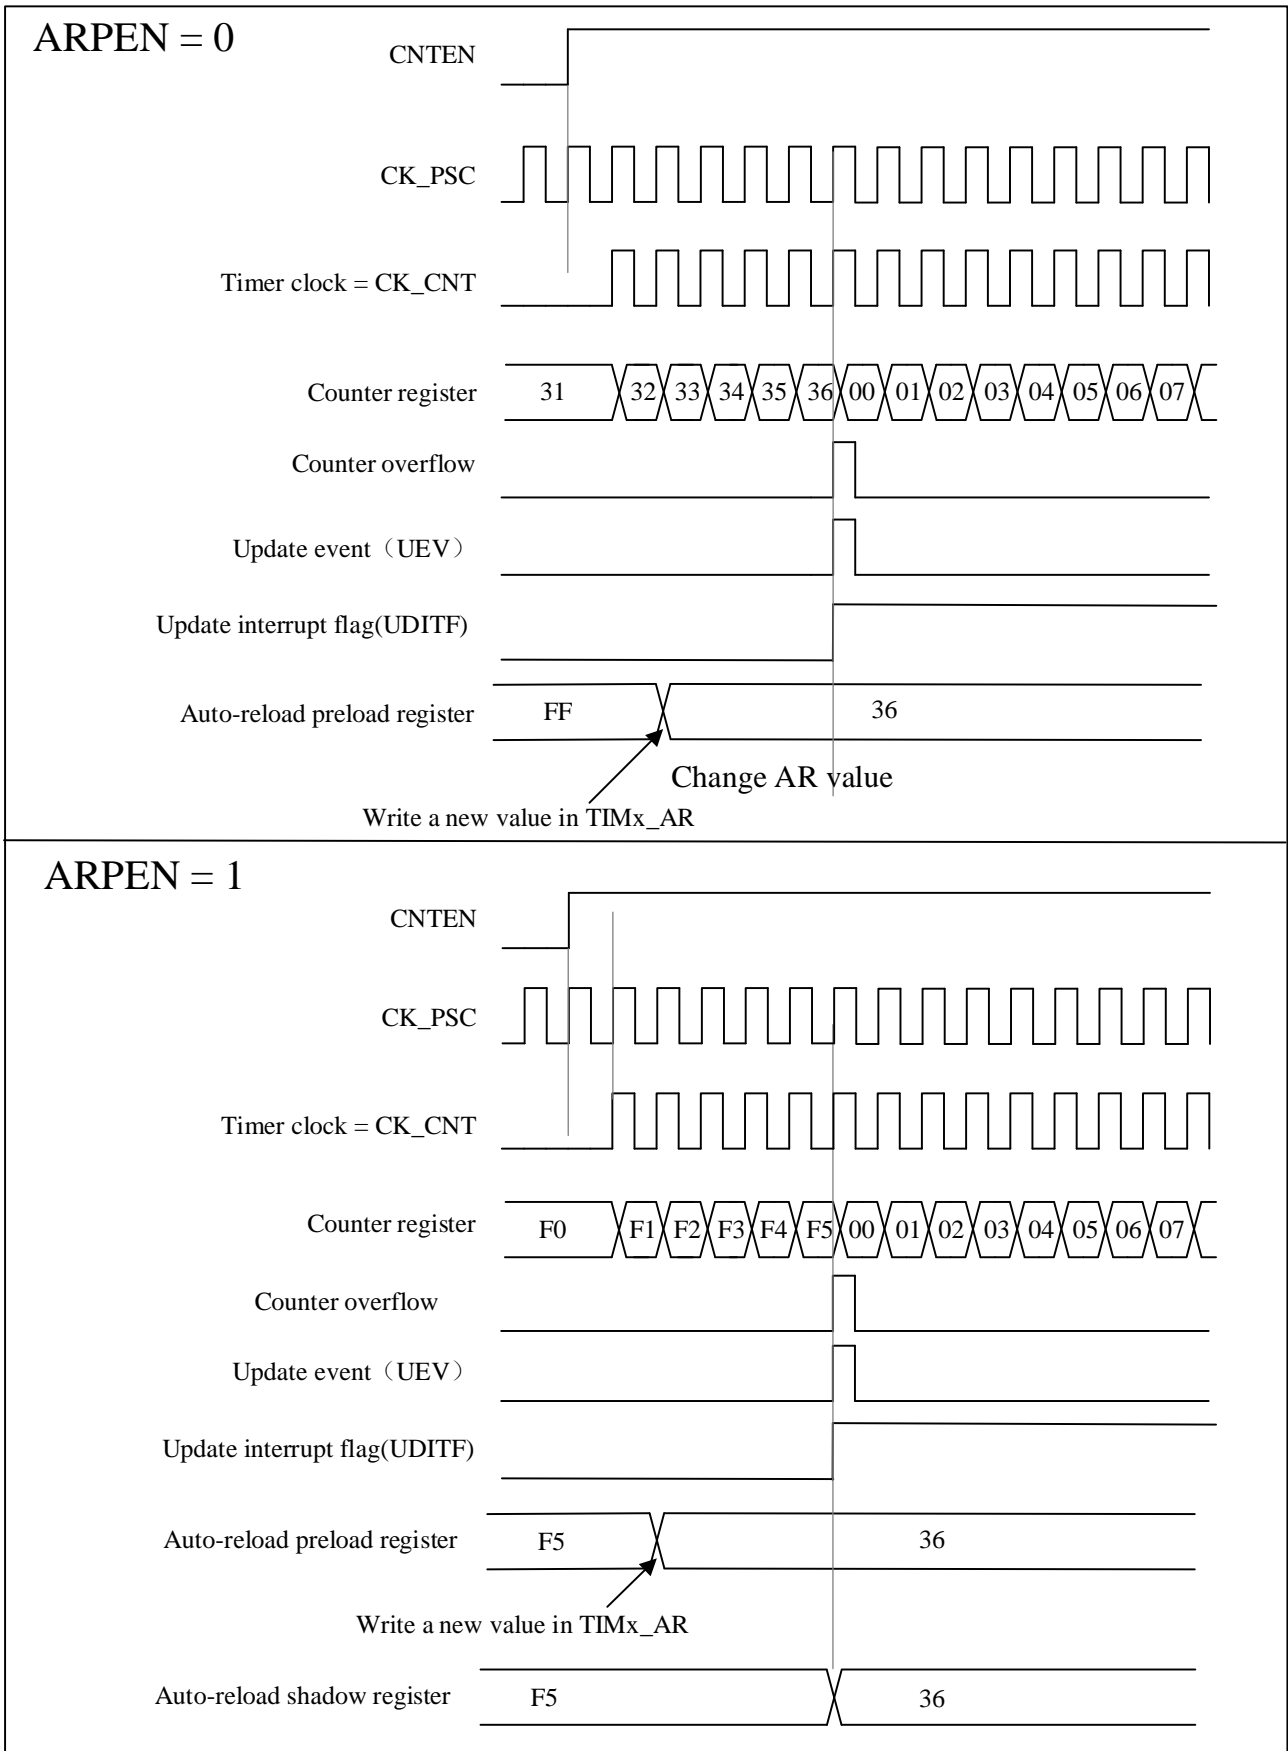 ARPEN = 0
CNTEN
CK_PSC
Timer clock = CK_CNT
Counter register 31 32 33 34 35 36 00 01 02 03 04 05 06 07
Counter overflow
Update event（UEV）
Update interrupt flag(UDITF)
Auto-reload preload register FF 36
Change AR value
Write a new value in TIMx_AR
ARPEN = 1
CNTEN
CK_PSC
Timer clock = CK_CNT
Counter register F0 F1 F2 F3 F4 F5 00 01 02 03 04 05 06 07
Counter overflow
Update event（UEV）
Update interrupt flag(UDITF)
Auto-reload preload register F5 36
Write a new value in TIMx_AR
Auto-reload shadow register F5 36